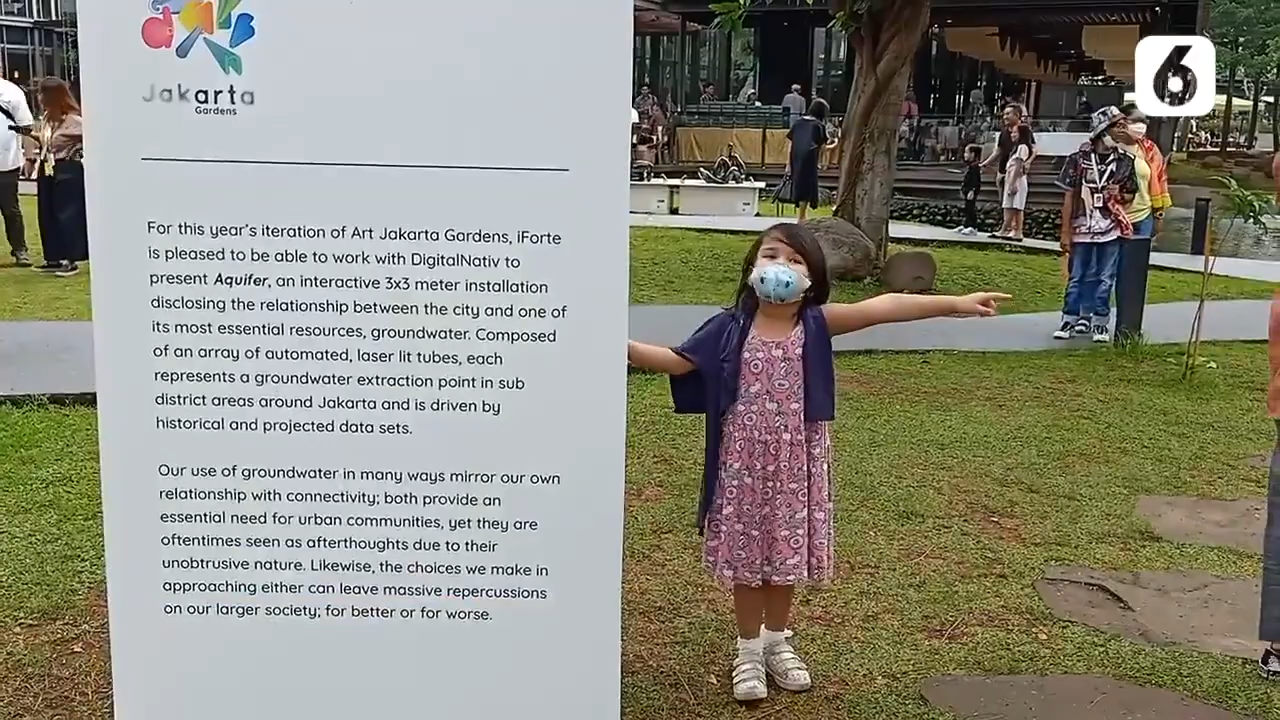 6
Jakarta
Gardens
For this year's iteration of Art Jakarta Gardens, iForte
is pleased to be able to work with DigitalNativ to
present Aquifer, an interactive 3x3 meter installation
disclosing the relationship between the city and one of
its most essential resources, groundwater. Composed
of an array of automated, laser lit tubes, each
represents a groundwater extraction point in sub
district areas around Jakarta and is driven by
historical and projected data sets.
Our use of groundwater in many ways mirror our own
relationship with connectivity; both provide an
essential need for urban communities, yet they are
oftentimes seen as afterthoughts due to their
unobtrusive nature. Likewise, the choices we make in
approaching either can leave massive repercussions
on our larger society; for better or for worse.